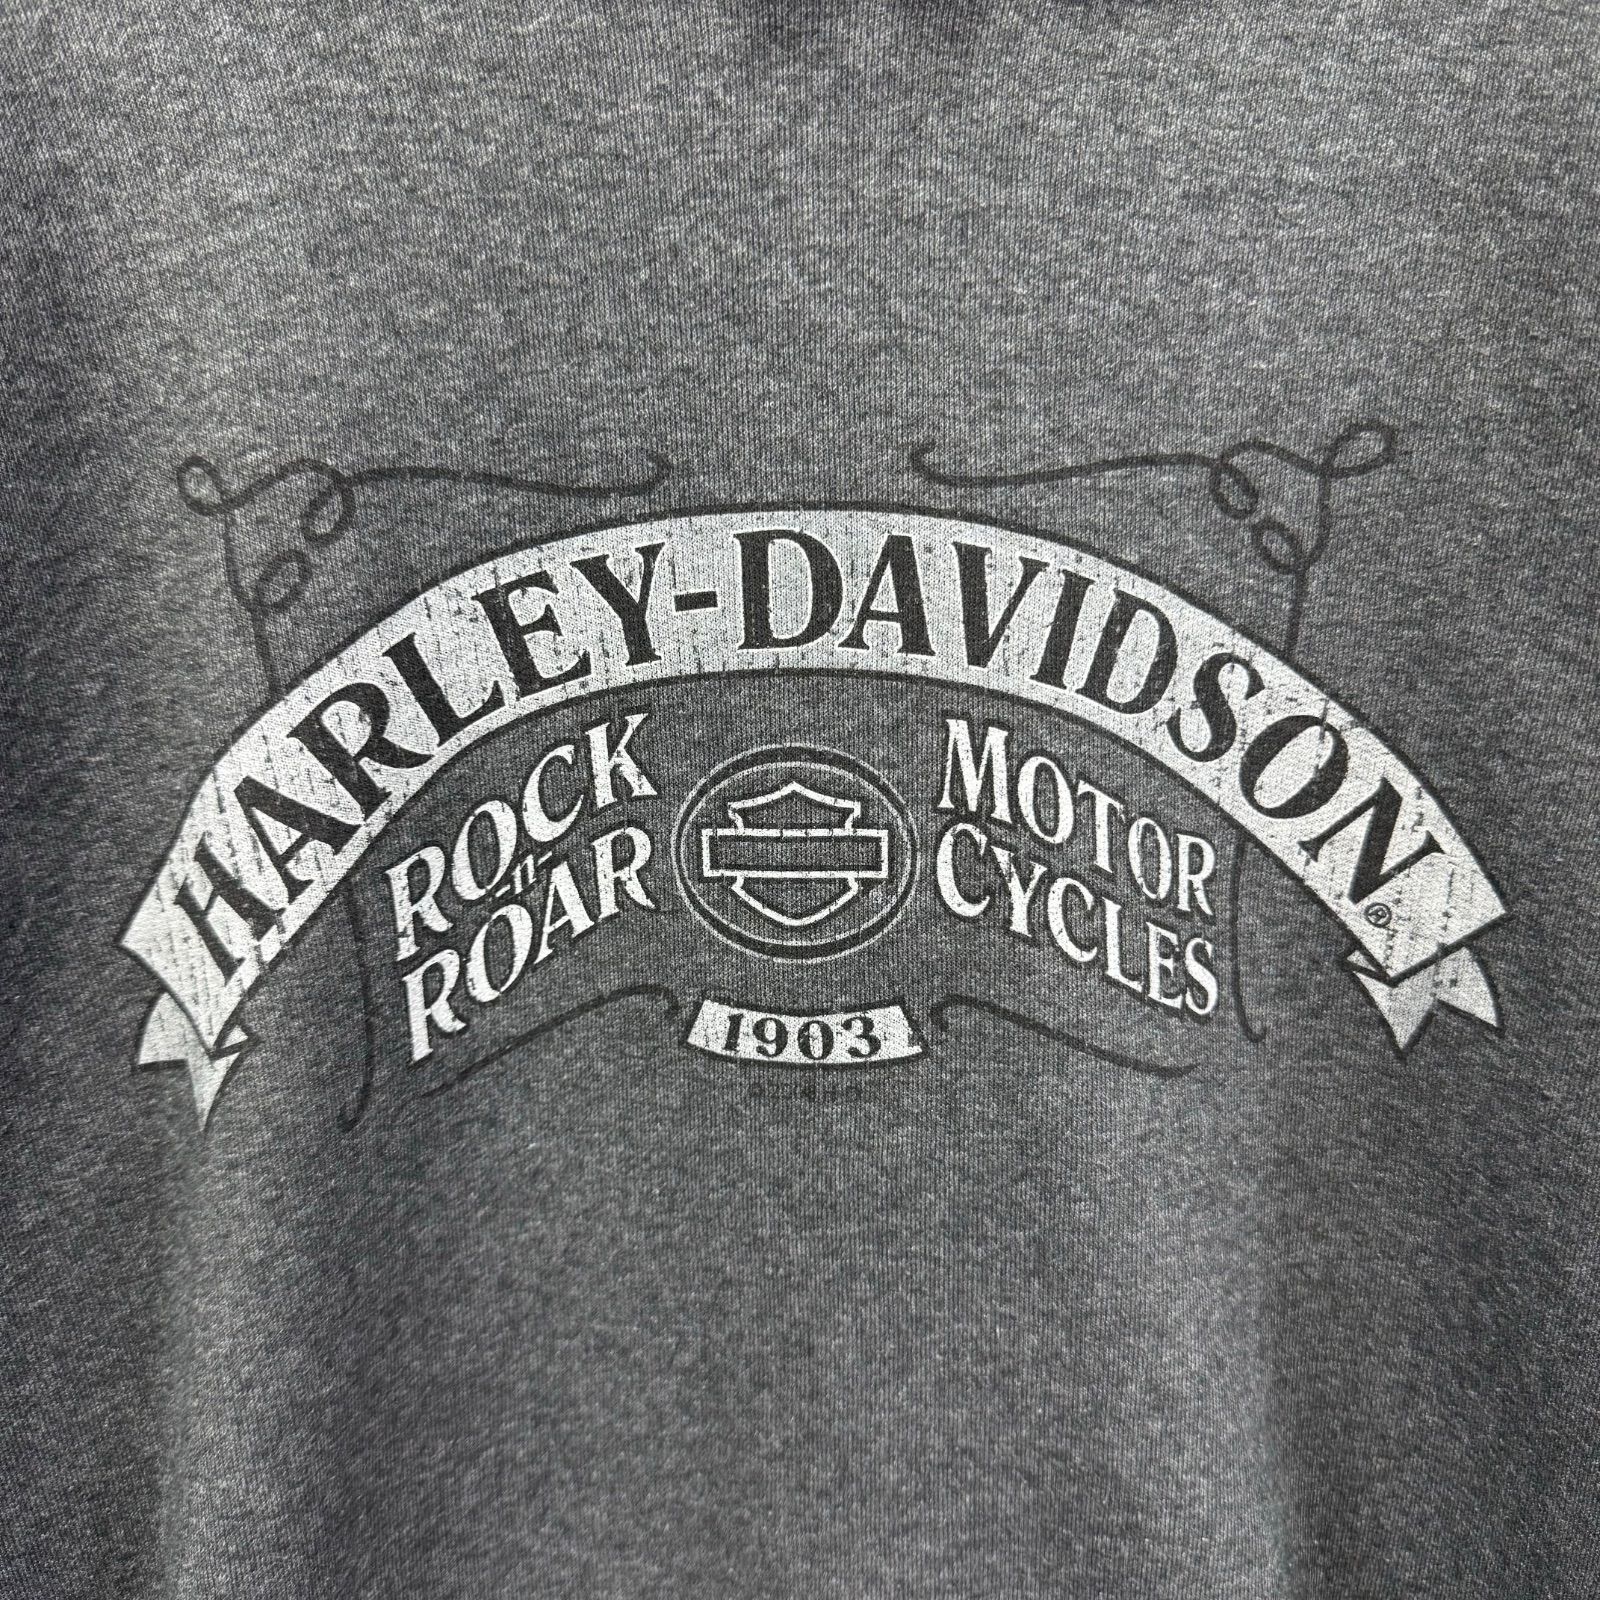 HARLEY-DAVIDSON®
ROCK
-n-
ROAR
MOTOR
CYCLES
1903